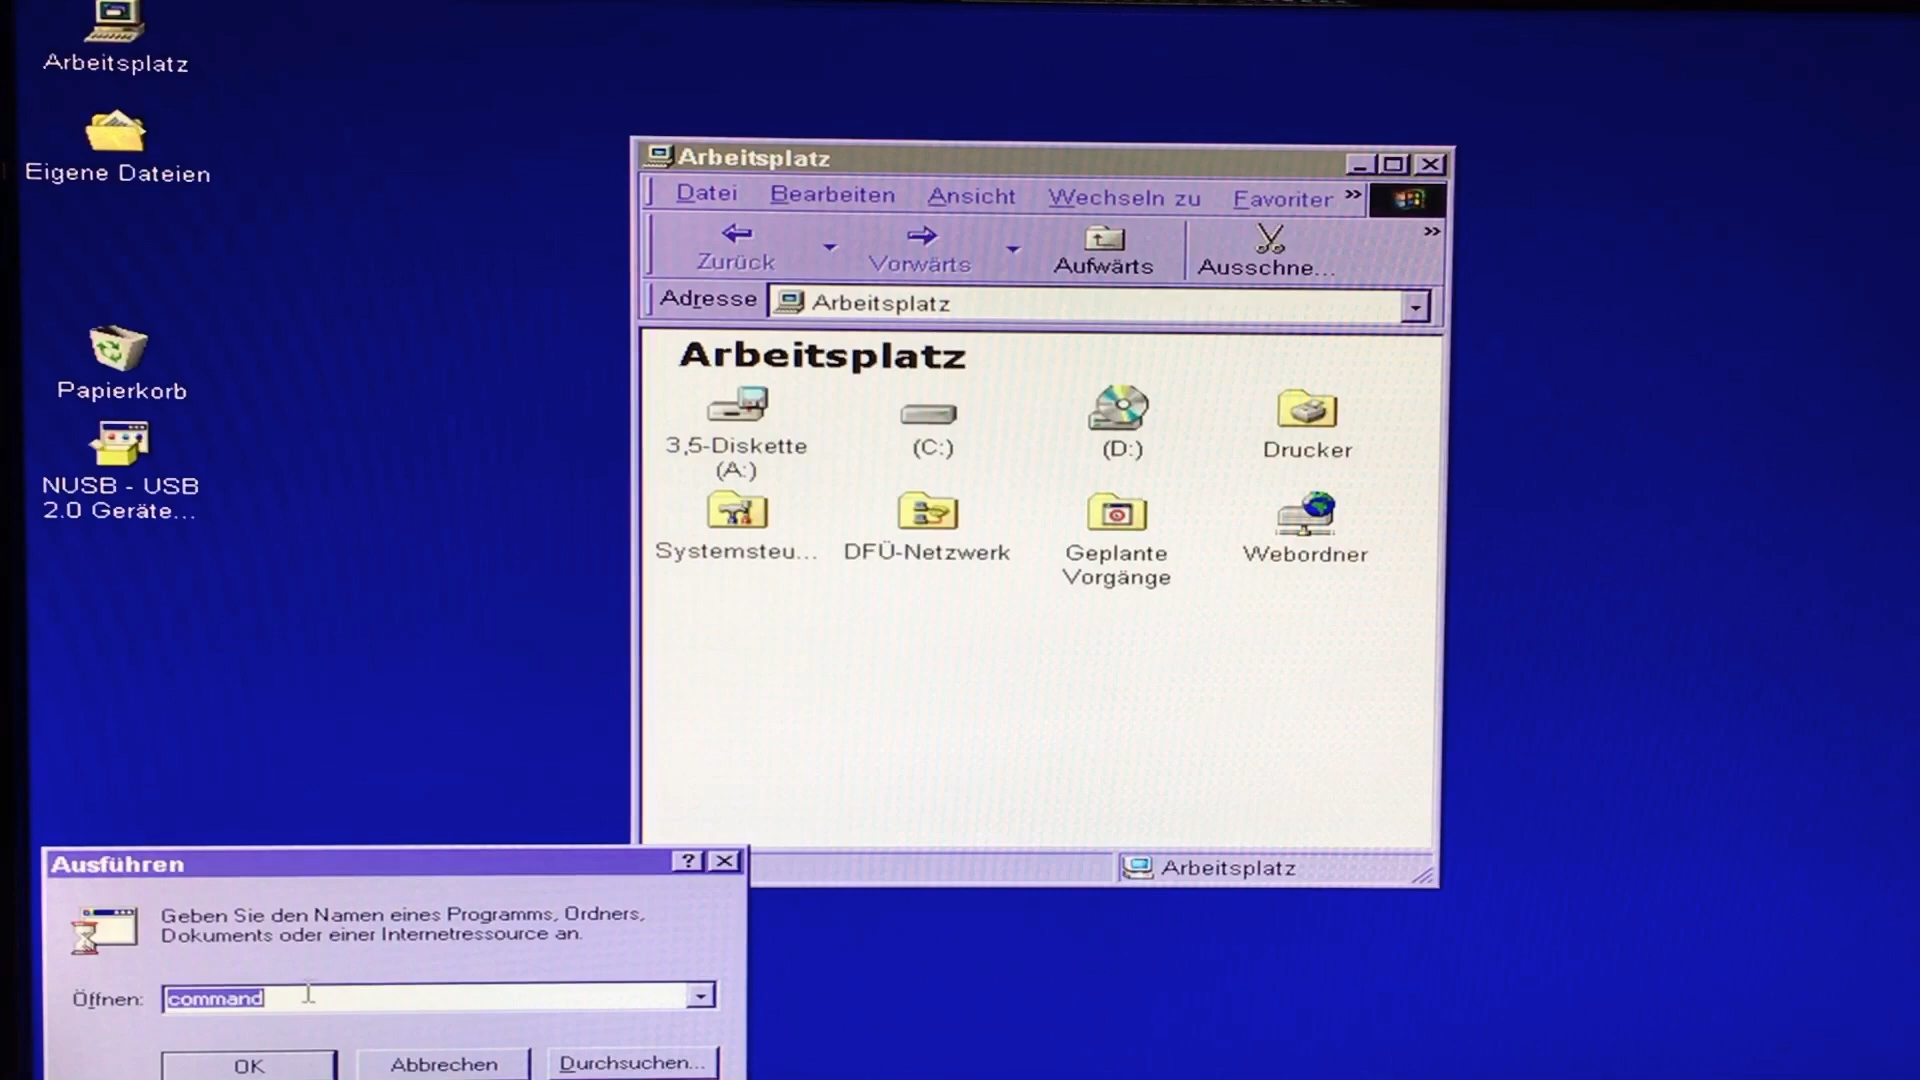 Arbeitsplatz
Eigene Dateien
Papierkorb
NUSB - USB
2.0 Geräte...
Arbeitsplatz
Datei Bearbeiten Ansicht Wechseln zu Favoriter »
Zurück Vorwärts Aufwärts Ausschne... »
Adresse Arbeitsplatz
Arbeitsplatz
3,5-Diskette
(A:)
(C:)
(D:)
Drucker
Systemsteu...
DFÜ-Netzwerk
Geplante
Vorgänge
Webordner
Arbeitsplatz
Ausführen
Geben Sie den Namen eines Programms, Ordners,
Dokuments oder einer Internetressource an.
Öffnen: command
OK Abbrechen Durchsuchen...